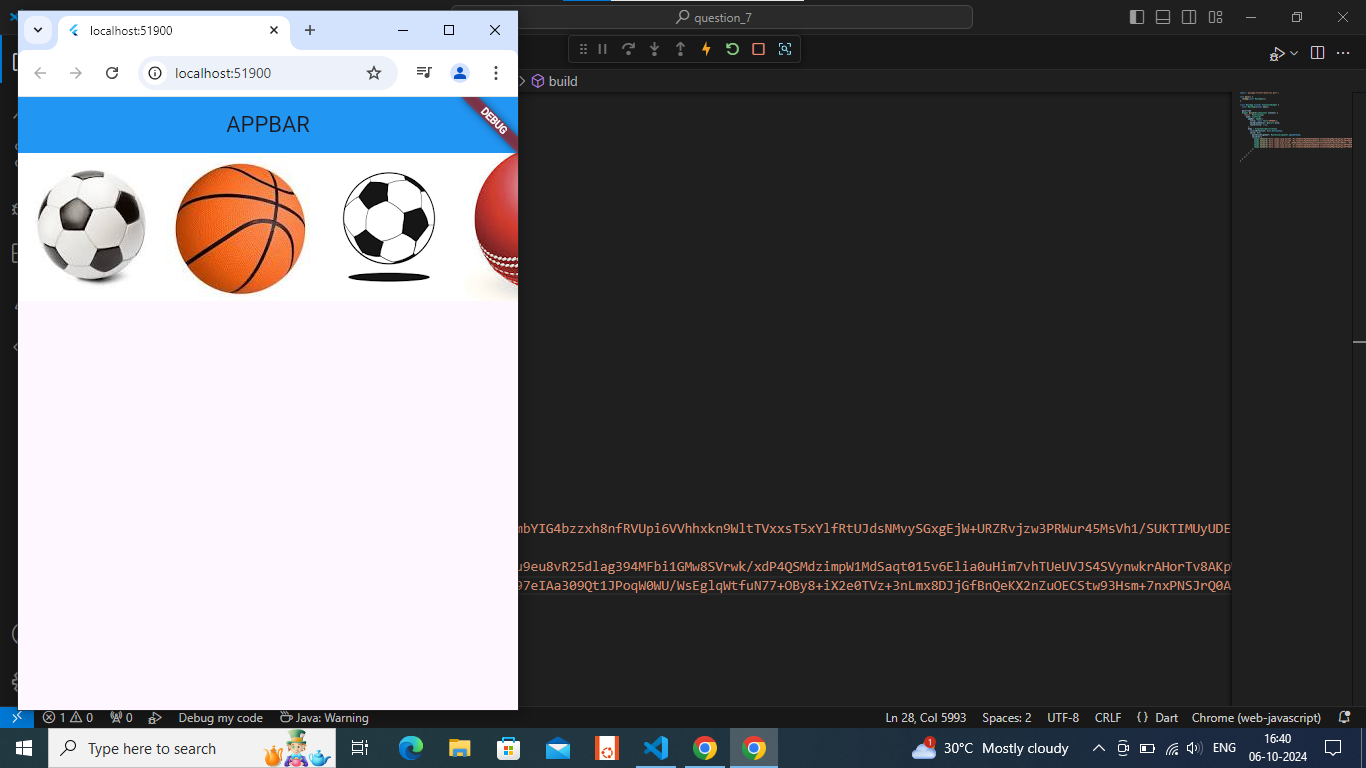 question_7
localhost:51900
localhost:51900
build
APPBAR
DEBUG
mbYIG4bzzxh8nfRVUpi6VVhhxkn9WltTVxxsT5xYlfRtUJdsNMvySGxgEjW+URZRvjzw3PRWur45MsVh1/SUKTIMUyUDE
u9eu8vR25dlag394MFbi1GMw8SVrwk/xdP4QSMdzimpW1MdSaqt015v6Elia0uHim7vhTUeUVJS4SVynwkrAHorTv8AKp
97eIAa309Qt1JPoqW0WU/WsEglqWtfuN77+OBy8+iX2e0TVz+3nLmx8DJjGfBnQeKX2nZuOECStw93Hsm+7nxPNSJrQ0A
1 0 0 Debug my code Java: Warning Ln 28, Col 5993 Spaces: 2 UTF-8 CRLF {} Dart Chrome (web-javascript)
Type here to search 1 30°C Mostly cloudy ENG 16:40
06-10-2024